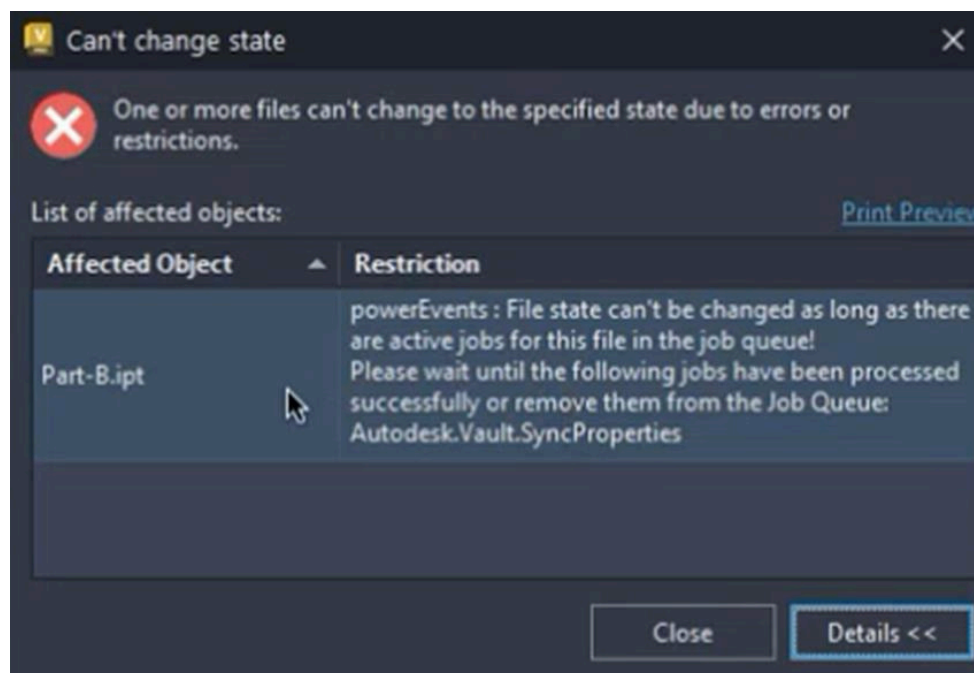 Can't change state
One or more files can't change to the specified state due to errors or
restrictions.
List of affected objects:
Print Preview
Affected Object
Restriction
Part-B.ipt
powerEvents : File state can't be changed as long as there
are active jobs for this file in the job queue!
Please wait until the following jobs have been processed
successfully or remove them from the Job Queue:
Autodesk.Vault.SyncProperties
Close
Details <<